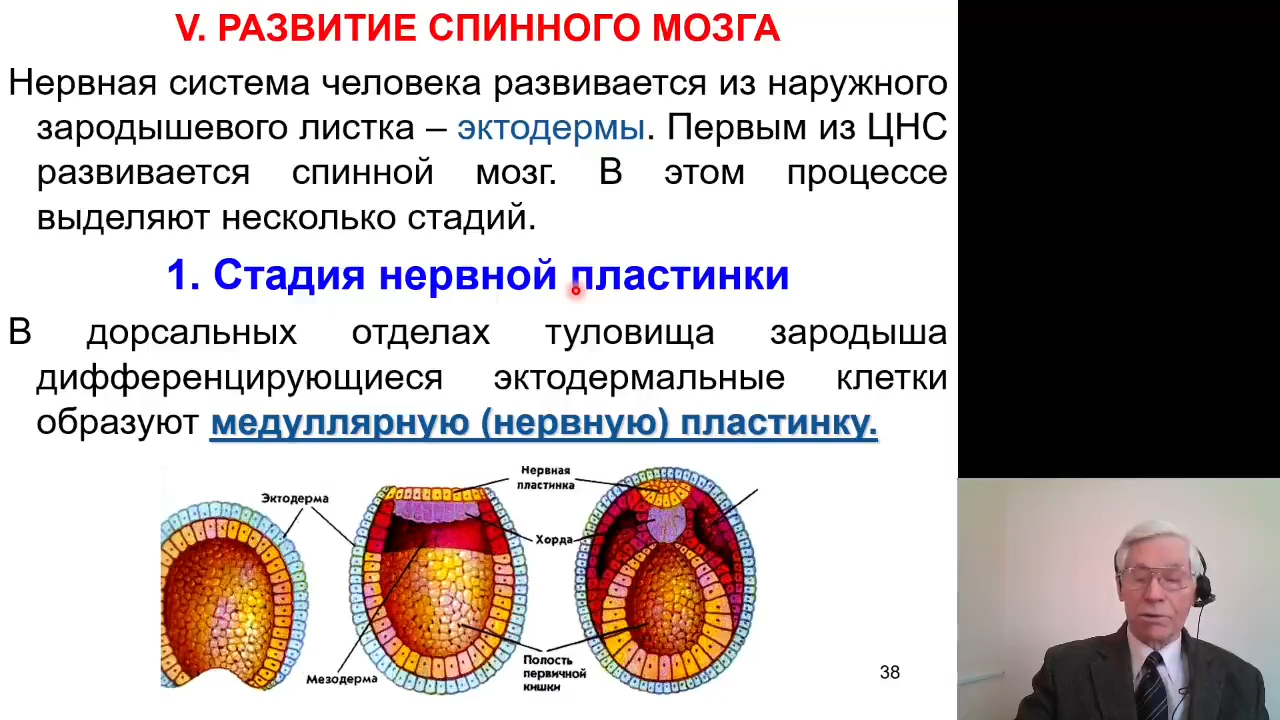 V. РАЗВИТИЕ СПИННОГО МОЗГА
Нервная система человека развивается из наружного
зародышевого листка – эктодермы. Первым из ЦНС
развивается спинной мозг. В этом процессе
выделяют несколько стадий.
1. Стадия нервной пластинки
В дорсальных отделах туловища зародыша
дифференцирующиеся эктодермальные клетки
образуют медуллярную (нервную) пластинку.
Нервная
пластинка
Эктодерма
Хорда
Полость
первичной
кишки
Мезодерма
38